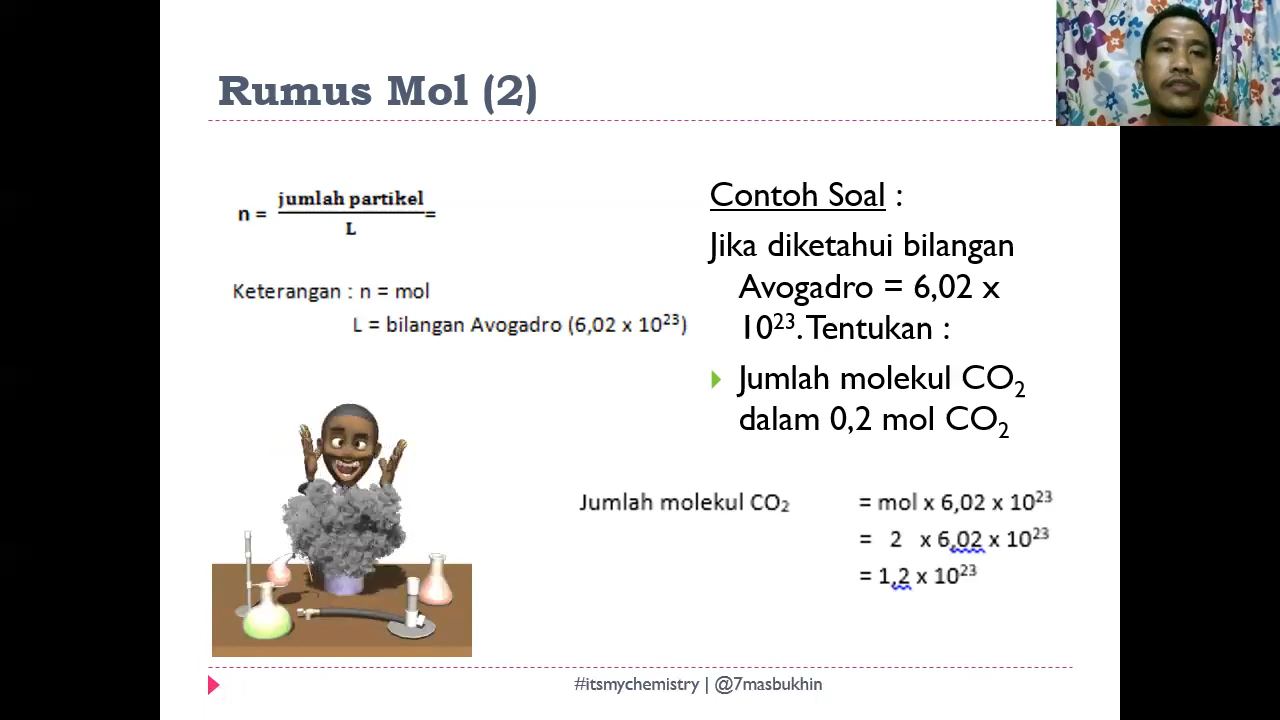 Rumus Mol (2)
jumlah partikel
n = =
L
Keterangan : n = mol
L = bilangan Avogadro (6,02 x 10²³)
Contoh Soal :
Jika diketahui bilangan
Avogadro = 6,02 x
10²³. Tentukan :
Jumlah molekul CO₂
dalam 0,2 mol CO₂
Jumlah molekul CO₂ = mol x 6,02 x 10²³
= 2 x 6,02 x 10²³
= 1,2 x 10²³
#itsmychemistry | @7masbukhin